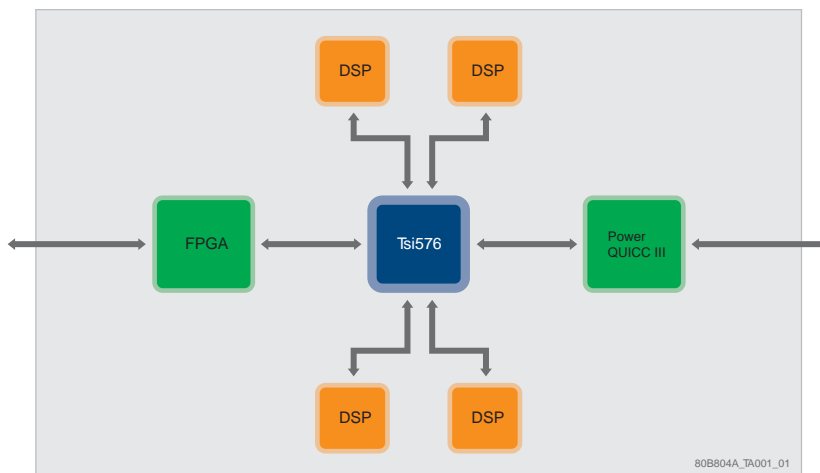 DSP
DSP
FPGA
Tsi576
Power
QUICC III
DSP
DSP
80B804A_TA001_01